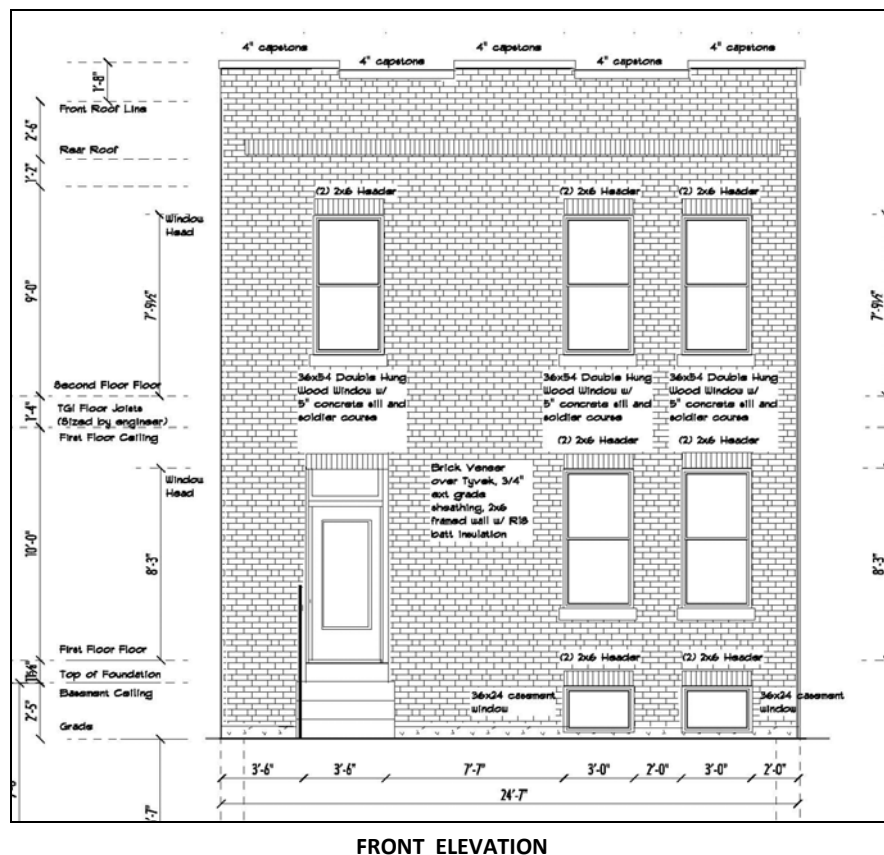 4" capstone
4" capstone
4" capstone
4" capstone
4" capstone
1'-8"
Front Roof Line
2'-6"
Rear Roof
1'-2"
(2) 2x6 Header
(2) 2x6 Header
(2) 2x6 Header
Window
Head
9'-0"
7'-9½"
7'-9½"
36x54 Double Hung
Wood Window w/
5" concrete sill and
soldier course
36x54 Double Hung
Wood Window w/
5" concrete sill and
soldier course
36x54 Double Hung
Wood Window w/
5" concrete sill and
soldier course
Second Floor Floor
1'-4"
TGI Floor Joists
(Sized by engineer)
First Floor Ceiling
(2) 2x6 Header
(2) 2x6 Header
Window
Head
Brick Veneer
over Tyvek, 3/4"
ext grade
sheathing, 2x6
framed wall w/ R18
batt insulation
10'-0"
8'-3"
8'-3"
First Floor Floor
(2) 2x6 Header
(2) 2x6 Header
Top of Foundation
Basement Ceiling
36x24 casement
window
36x24 casement
window
2'-5"
Grade
3'-6"
3'-6"
7'-7"
3'-0"
2'-0"
3'-0"
2'-0"
24'-7"
FRONT ELEVATION